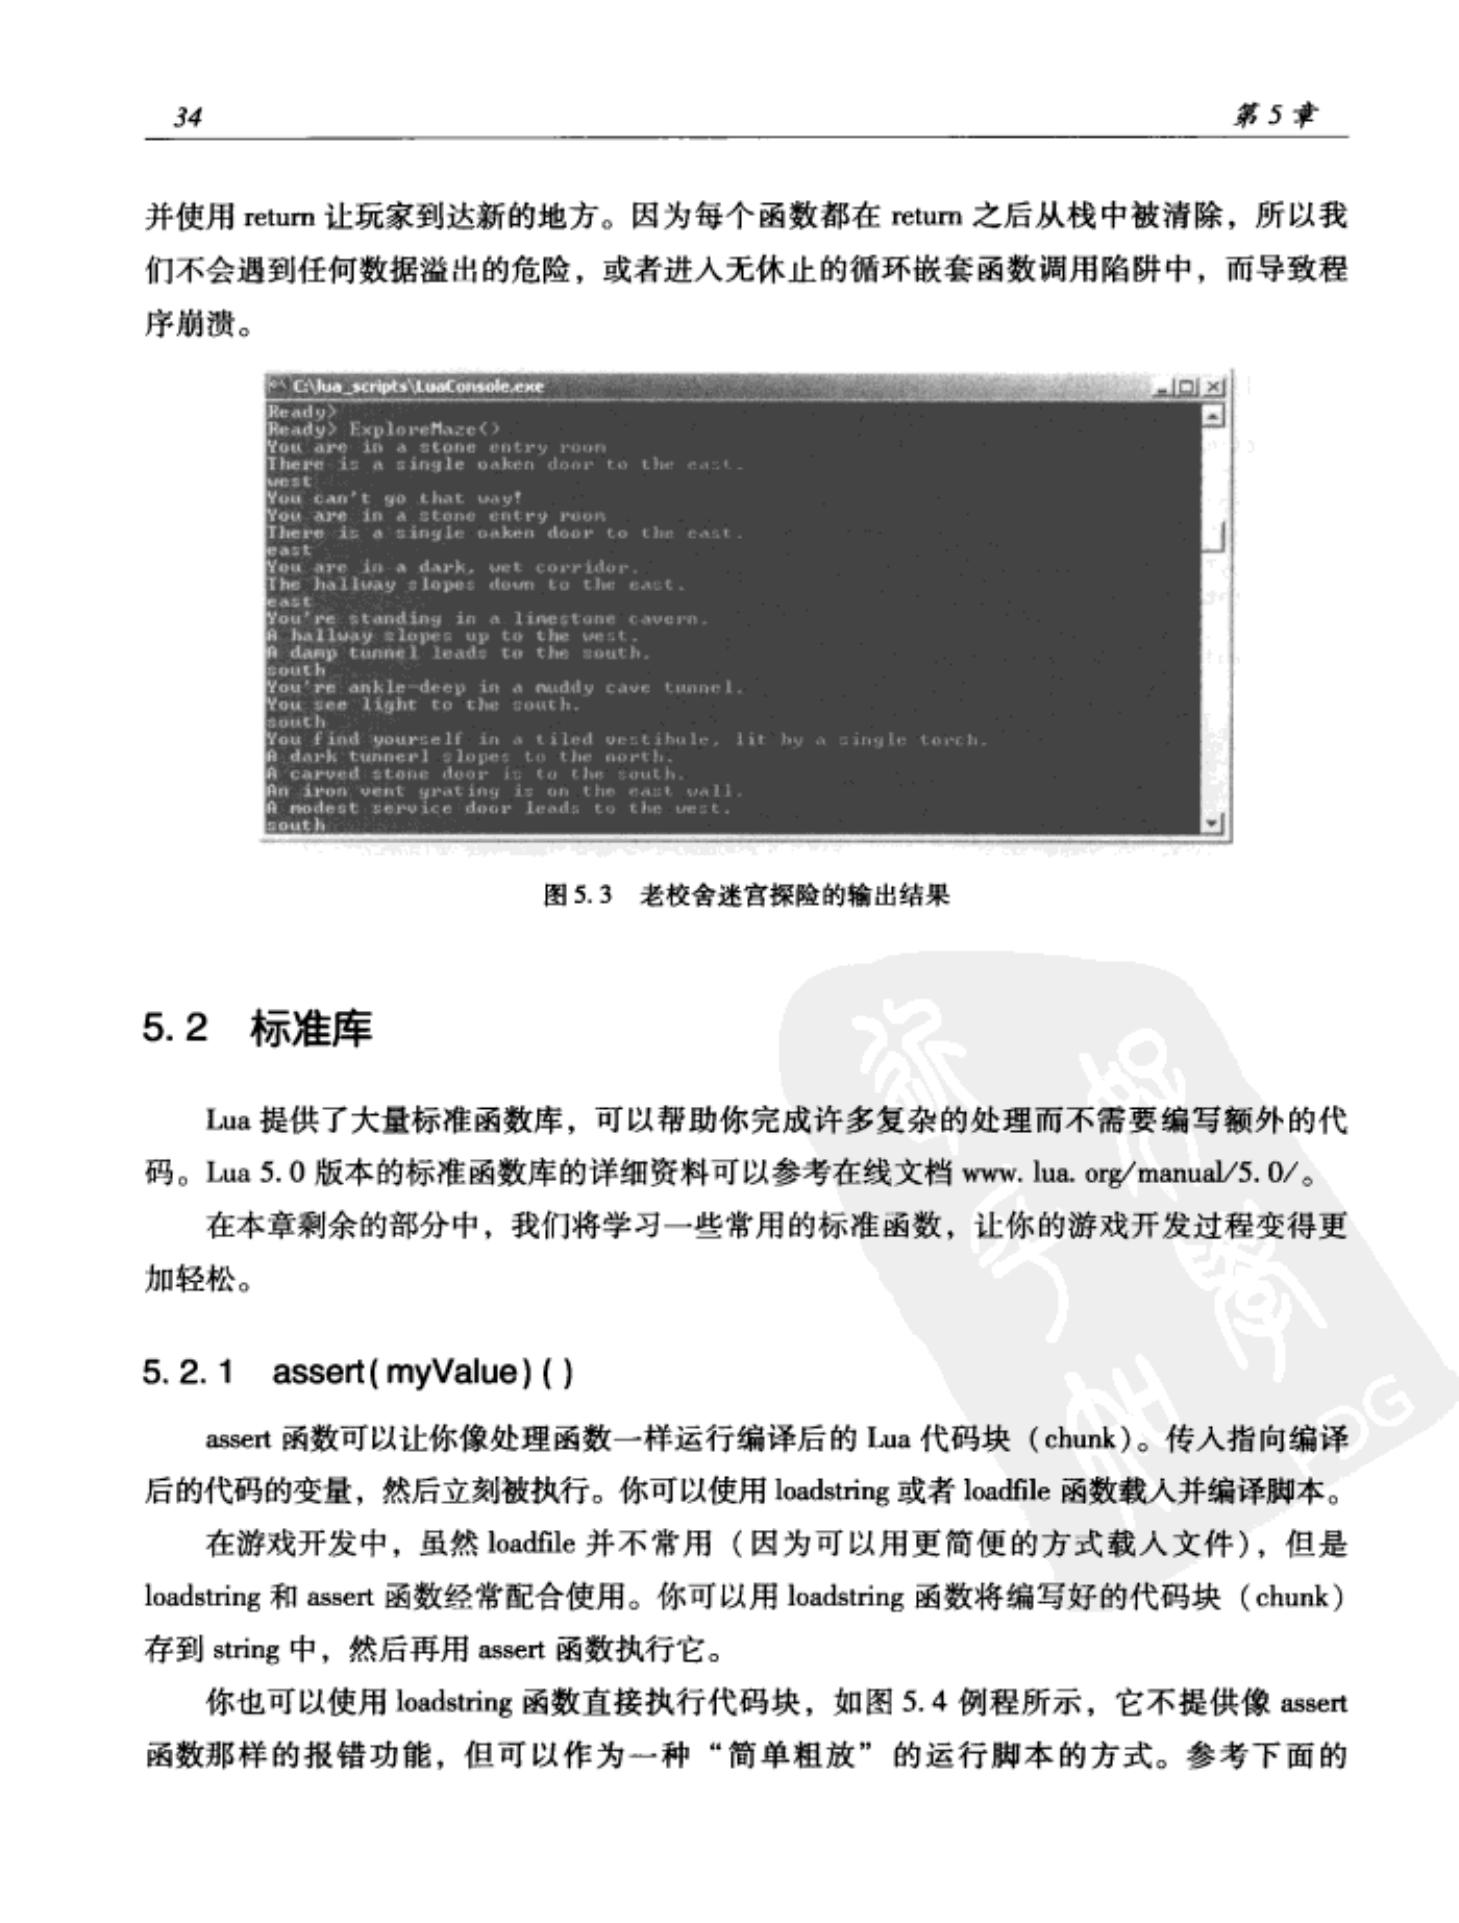 34
第 5 章
并使用 return 让玩家到达新的地方。因为每个函数都在 return 之后从栈中被清除，所以我
们不会遇到任何数据溢出的危险，或者进入无休止的循环嵌套函数调用陷阱中，而导致程
序崩溃。
C:\lua_scripts\LuaConsole.exe
Ready>
Ready> ExploreMaze()
You are in a stone entry room
There is a single oaken door to the east.
west
You can't go that way!
You are in a stone entry room
There is a single oaken door to the east.
east
You are in a dark, wet corridor.
The hallway slopes down to the east.
east
You're standing in a limestone cavern.
A hallway slopes up to the west.
A damp tunnel leads to the south.
south
You're ankle-deep in a muddy cave tunnel.
You see light to the south.
south
You find yourself in a tiled vestibule, lit by a single torch.
A dark tunnerl slopes to the north.
A carved stone door is to the south.
An iron vent grating is on the east wall.
A modest service door leads to the west.
south
图 5.3 老校舍迷宫探险的输出结果
5.2 标准库
Lua 提供了大量标准函数库，可以帮助你完成许多复杂的处理而不需要编写额外的代
码。Lua 5.0 版本的标准函数库的详细资料可以参考在线文档 www.lua.org/manual/5.0/。
在本章剩余的部分中，我们将学习一些常用的标准函数，让你的游戏开发过程变得更
加轻松。
5.2.1 assert(myValue)()
assert 函数可以让你像处理函数一样运行编译后的 Lua 代码块（chunk）。传入指向编译
后的代码的变量，然后立刻被执行。你可以使用 loadstring 或者 loadfile 函数载入并编译脚本。
在游戏开发中，虽然 loadfile 并不常用（因为可以用更简便的方式载入文件），但是
loadstring 和 assert 函数经常配合使用。你可以用 loadstring 函数将编写好的代码块（chunk）
存到 string 中，然后再用 assert 函数执行它。
你也可以使用 loadstring 函数直接执行代码块，如图 5.4 例程所示，它不提供像 assert
函数那样的报错功能，但可以作为一种“简单粗放”的运行脚本的方式。参考下面的
PDG